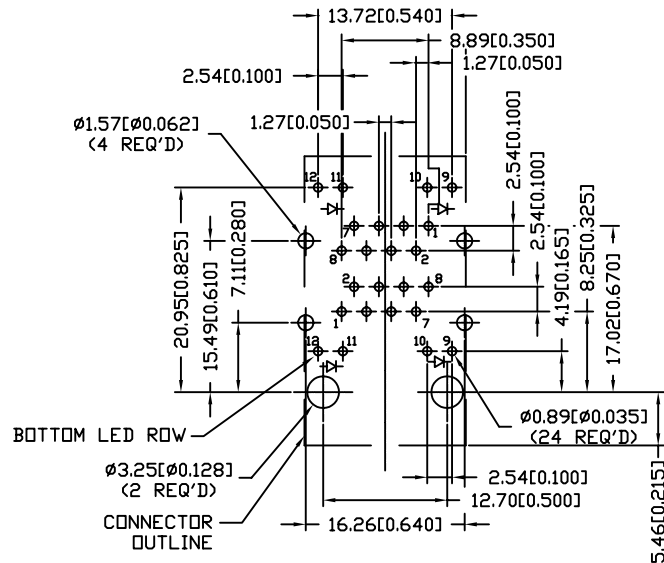 13.72[0.540]
8.89[0.350]
2.54[0.100]
1.27[0.050]
Ø1.57[Ø0.062]
(4 REQ'D)
1.27[0.050]
2.54[0.100]
2.54[0.100]
12 11 10 9
7 1
8 2
2 8
1 7
12 11 10 9
20.95[0.825]
15.49[0.610]
7.11[0.280]
4.19[0.165]
8.25[0.325]
17.02[0.670]
BOTTOM LED ROW
Ø0.89[Ø0.035]
(24 REQ'D)
Ø3.25[Ø0.128]
(2 REQ'D)
2.54[0.100]
12.70[0.500]
CONNECTOR
OUTLINE
16.26[0.640]
5.46[0.215]